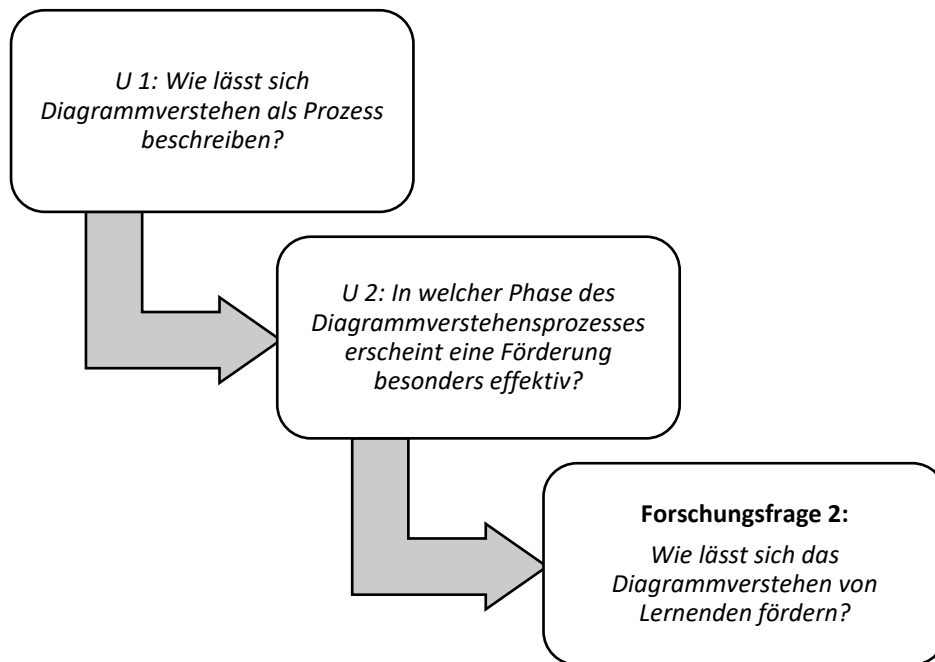 U 1: Wie lässt sich
Diagrammverstehen als Prozess
beschreiben?
U 2: In welcher Phase des
Diagrammverstehensprozesses
erscheint eine Förderung
besonders effektiv?
Forschungsfrage 2:
Wie lässt sich das
Diagrammverstehen von
Lernenden fördern?